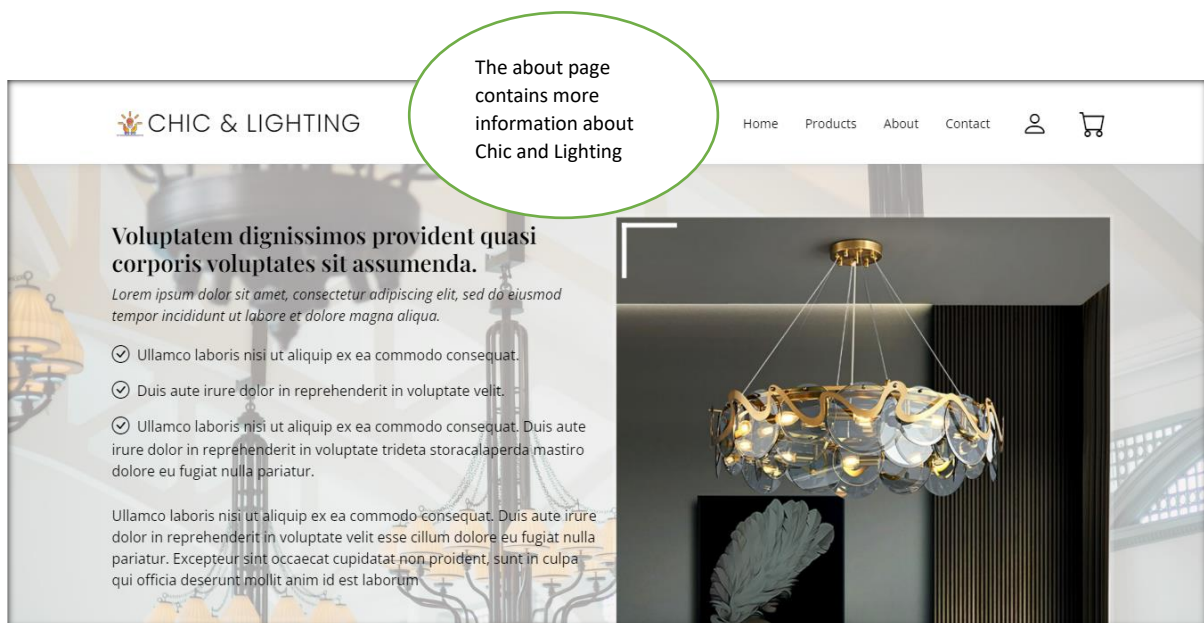 The about page
contains more
information about
Chic and Lighting
CHIC & LIGHTING
Home Products About Contact
Voluptatem dignissimos provident quasi
corporis voluptates sit assumenda.
Lorem ipsum dolor sit amet, consectetur adipiscing elit, sed do eiusmod
tempor incididunt ut labore et dolore magna aliqua.
Ullamco laboris nisi ut aliquip ex ea commodo consequat.
Duis aute irure dolor in reprehenderit in voluptate velit.
Ullamco laboris nisi ut aliquip ex ea commodo consequat. Duis aute
irure dolor in reprehenderit in voluptate trideta storacalaperda mastiro
dolore eu fugiat nulla pariatur.
Ullamco laboris nisi ut aliquip ex ea commodo consequat. Duis aute irure
dolor in reprehenderit in voluptate velit esse cillum dolore eu fugiat nulla
pariatur. Excepteur sint occaecat cupidatat non proident, sunt in culpa
qui officia deserunt mollit anim id est laborum